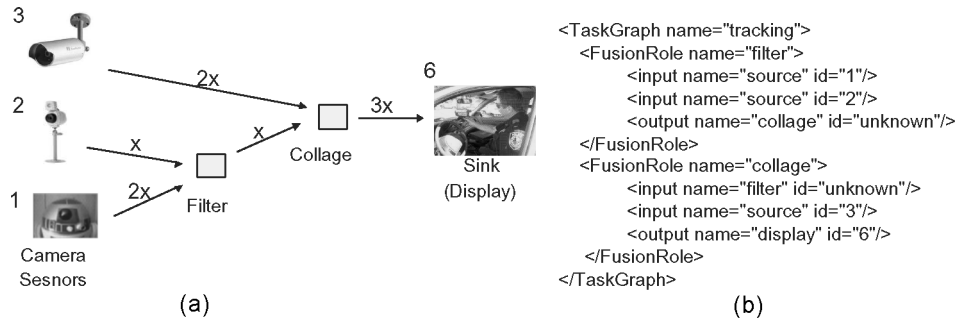 3
2x
2
x
x
3x
6
Collage
Sink
(Display)
1
2x
Filter
Camera
Sesnors
(a)
<TaskGraph name="tracking">
<FusionRole name="filter">
<input name="source" id="1"/>
<input name="source" id="2"/>
<output name="collage" id="unknown"/>
</FusionRole>
<FusionRole name="collage">
<input name="filter" id="unknown"/>
<input name="source" id="3"/>
<output name="display" id="6"/>
</FusionRole>
</TaskGraph>
(b)